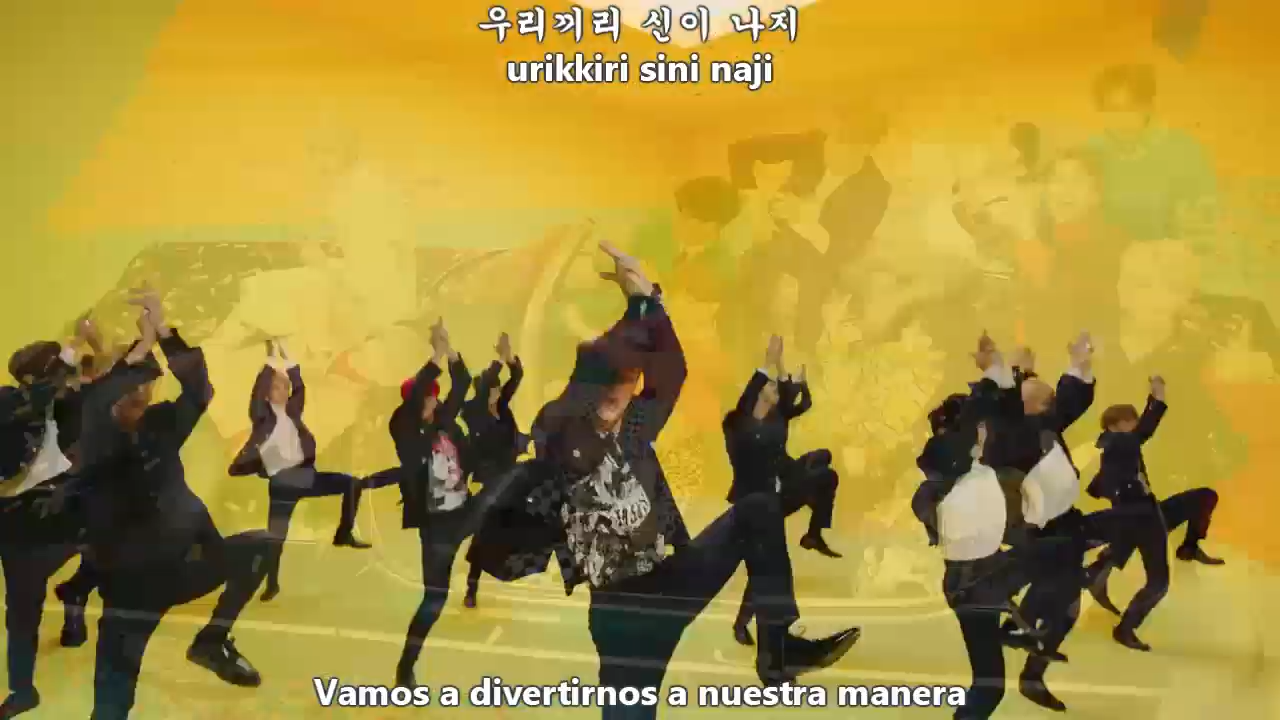 우리끼리 신이 나지
urikkiri sini naji
Vamos a divertirnos a nuestra manera